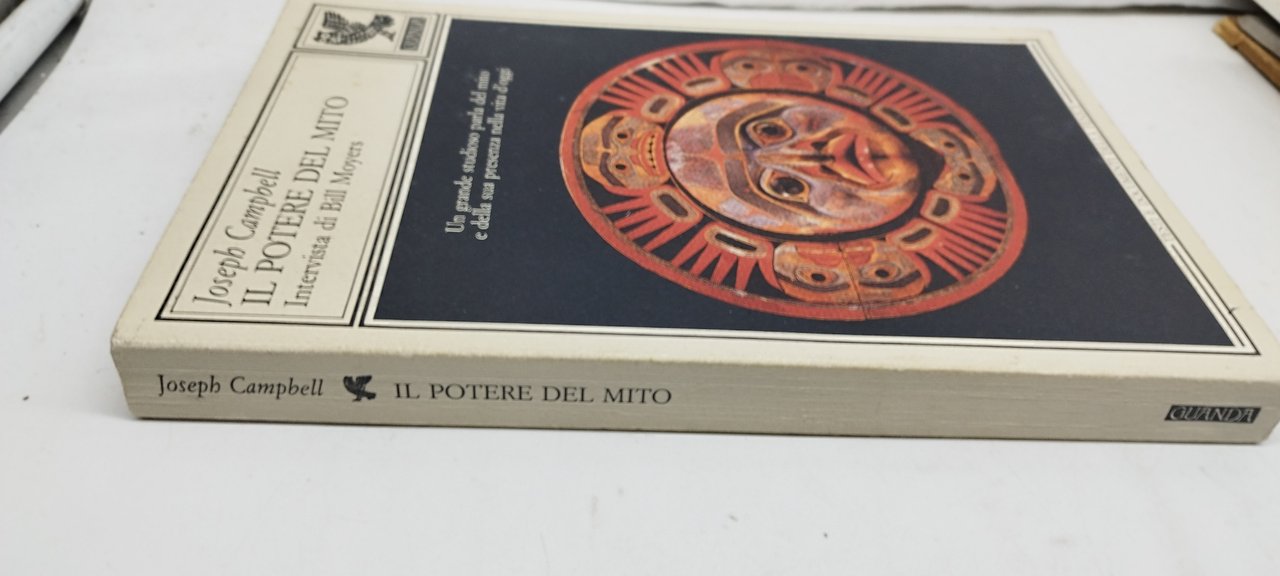 GUANDA
Joseph Campbell
IL POTERE DEL MITO
Intervista di Bill Moyers
Un grande studioso parla del mito
e della sua presenza nella vita d'oggi
Joseph Campbell IL POTERE DEL MITO GUANDA